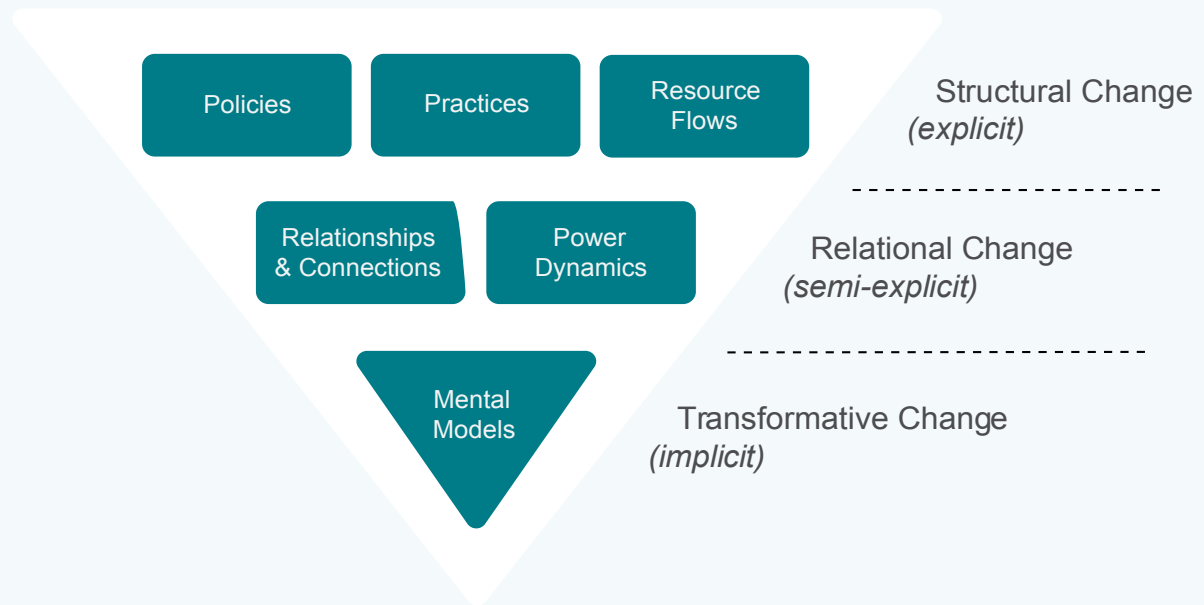 Policies
Practices
Resource
Flows
Structural Change
(explicit)
Relationships
& Connections
Power
Dynamics
Relational Change
(semi-explicit)
Mental
Models
Transformative Change
(implicit)